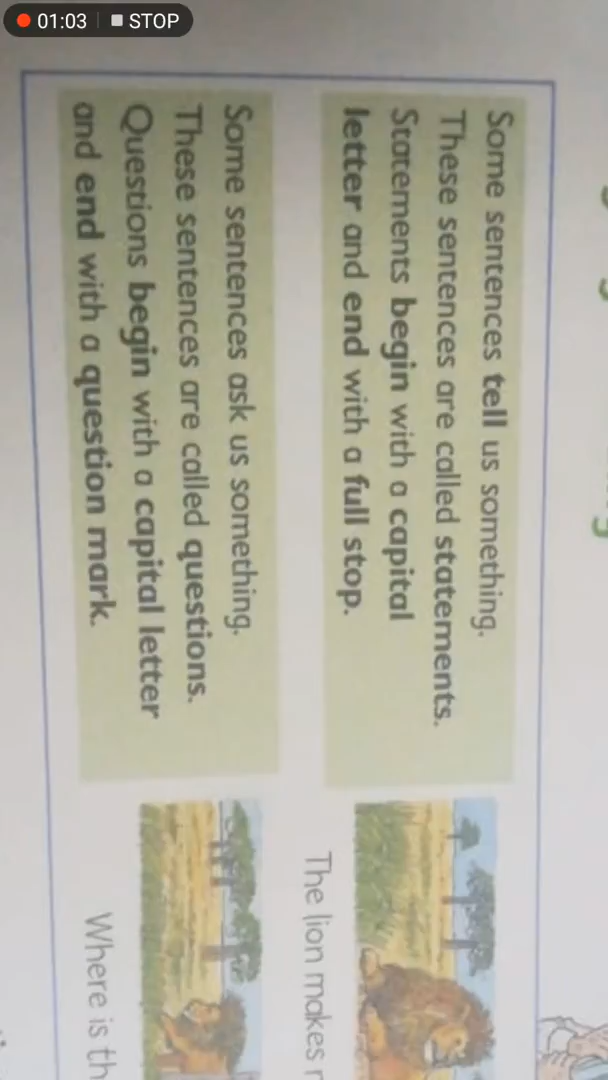 01:03 STOP
Some sentences tell us something.
These sentences are called statements.
Statements begin with a capital
letter and end with a full stop.
The lion makes
Some sentences ask us something.
These sentences are called questions.
Questions begin with a capital letter
and end with a question mark.
Where is